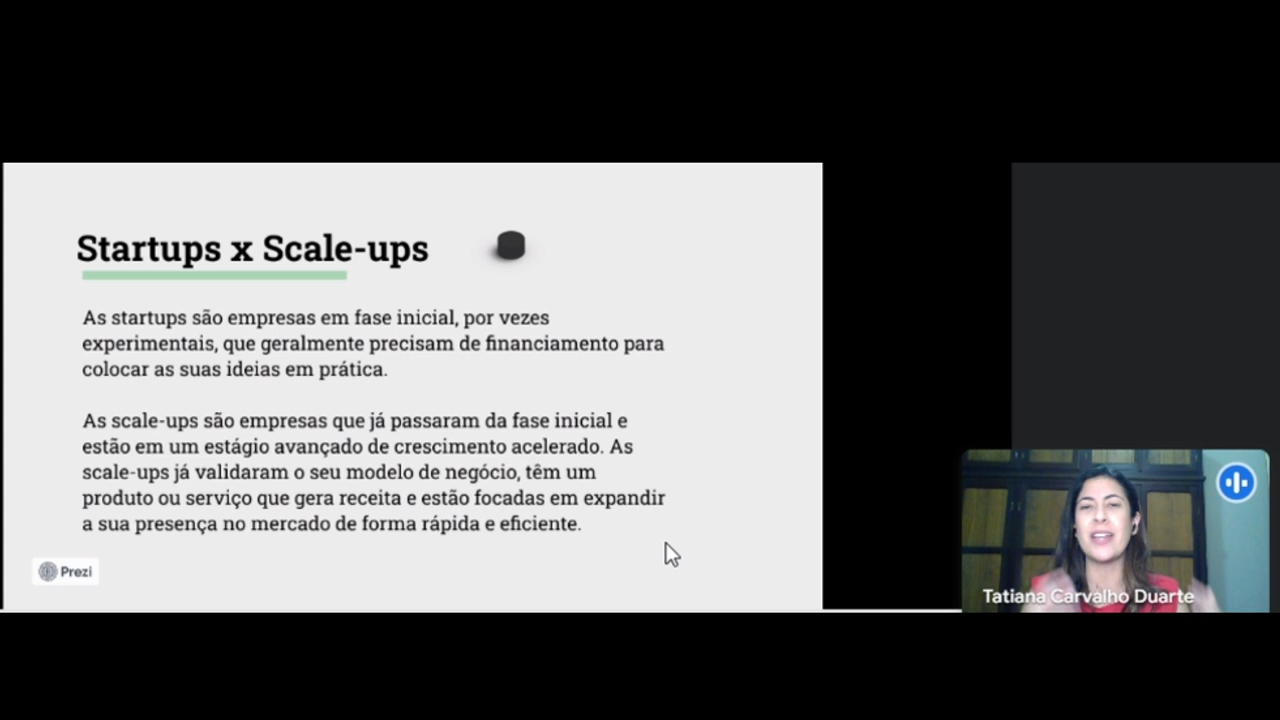 Startups x Scale-ups
As startups são empresas em fase inicial, por vezes
experimentais, que geralmente precisam de financiamento para
colocar as suas ideias em prática.
As scale-ups são empresas que já passaram da fase inicial e
estão em um estágio avançado de crescimento acelerado. As
scale-ups já validaram o seu modelo de negócio, têm um
produto ou serviço que gera receita e estão focadas em expandir
a sua presença no mercado de forma rápida e eficiente.
Prezi
Tatiana Carvalho Duarte